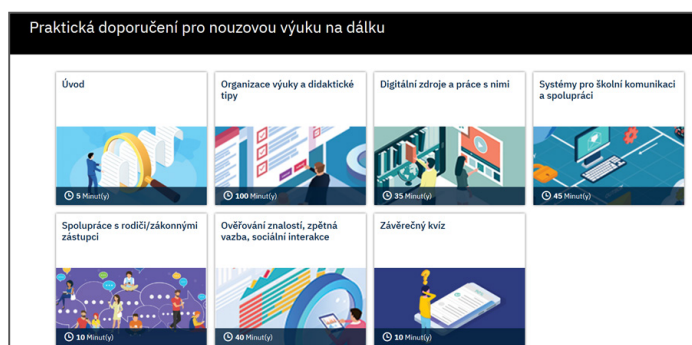 Praktická doporučení pro nouzovou výuku na dálku
Úvod
5 Minut(y)
Organizace výuky a didaktické
tipy
100 Minut(y)
Digitální zdroje a práce s nimi
35 Minut(y)
Systémy pro školní komunikaci
a spolupráci
45 Minut(y)
Spolupráce s rodiči/zákonnými
zástupci
10 Minut(y)
Ověřování znalostí, zpětná
vazba, sociální interakce
40 Minut(y)
Závěrečný kvíz
10 Minut(y)